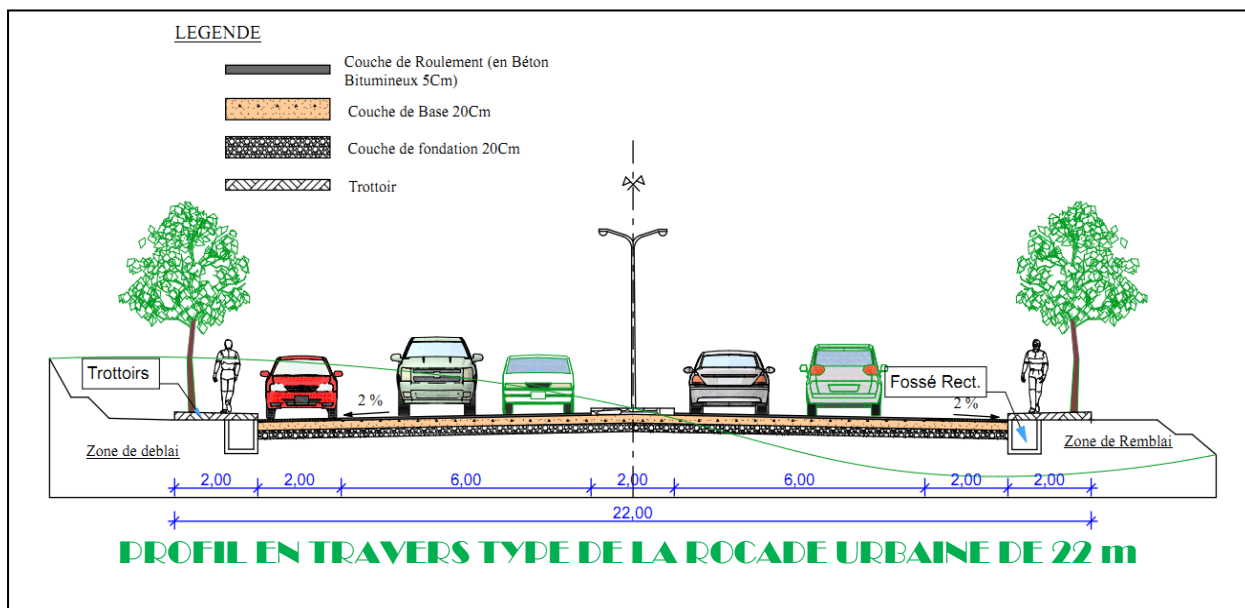 LEGENDE
Couche de Roulement (en Béton
Bitumineux 5Cm)
Couche de Base 20Cm
Couche de fondation 20Cm
Trottoir
Trottoirs
2 %
Fossé Rect.
2 %
Zone de deblai
Zone de Remblai
2,00 2,00 6,00 2,00 6,00 2,00 2,00
22,00
PROFIL EN TRAVERS TYPE DE LA ROCADE URBAINE DE 22 m